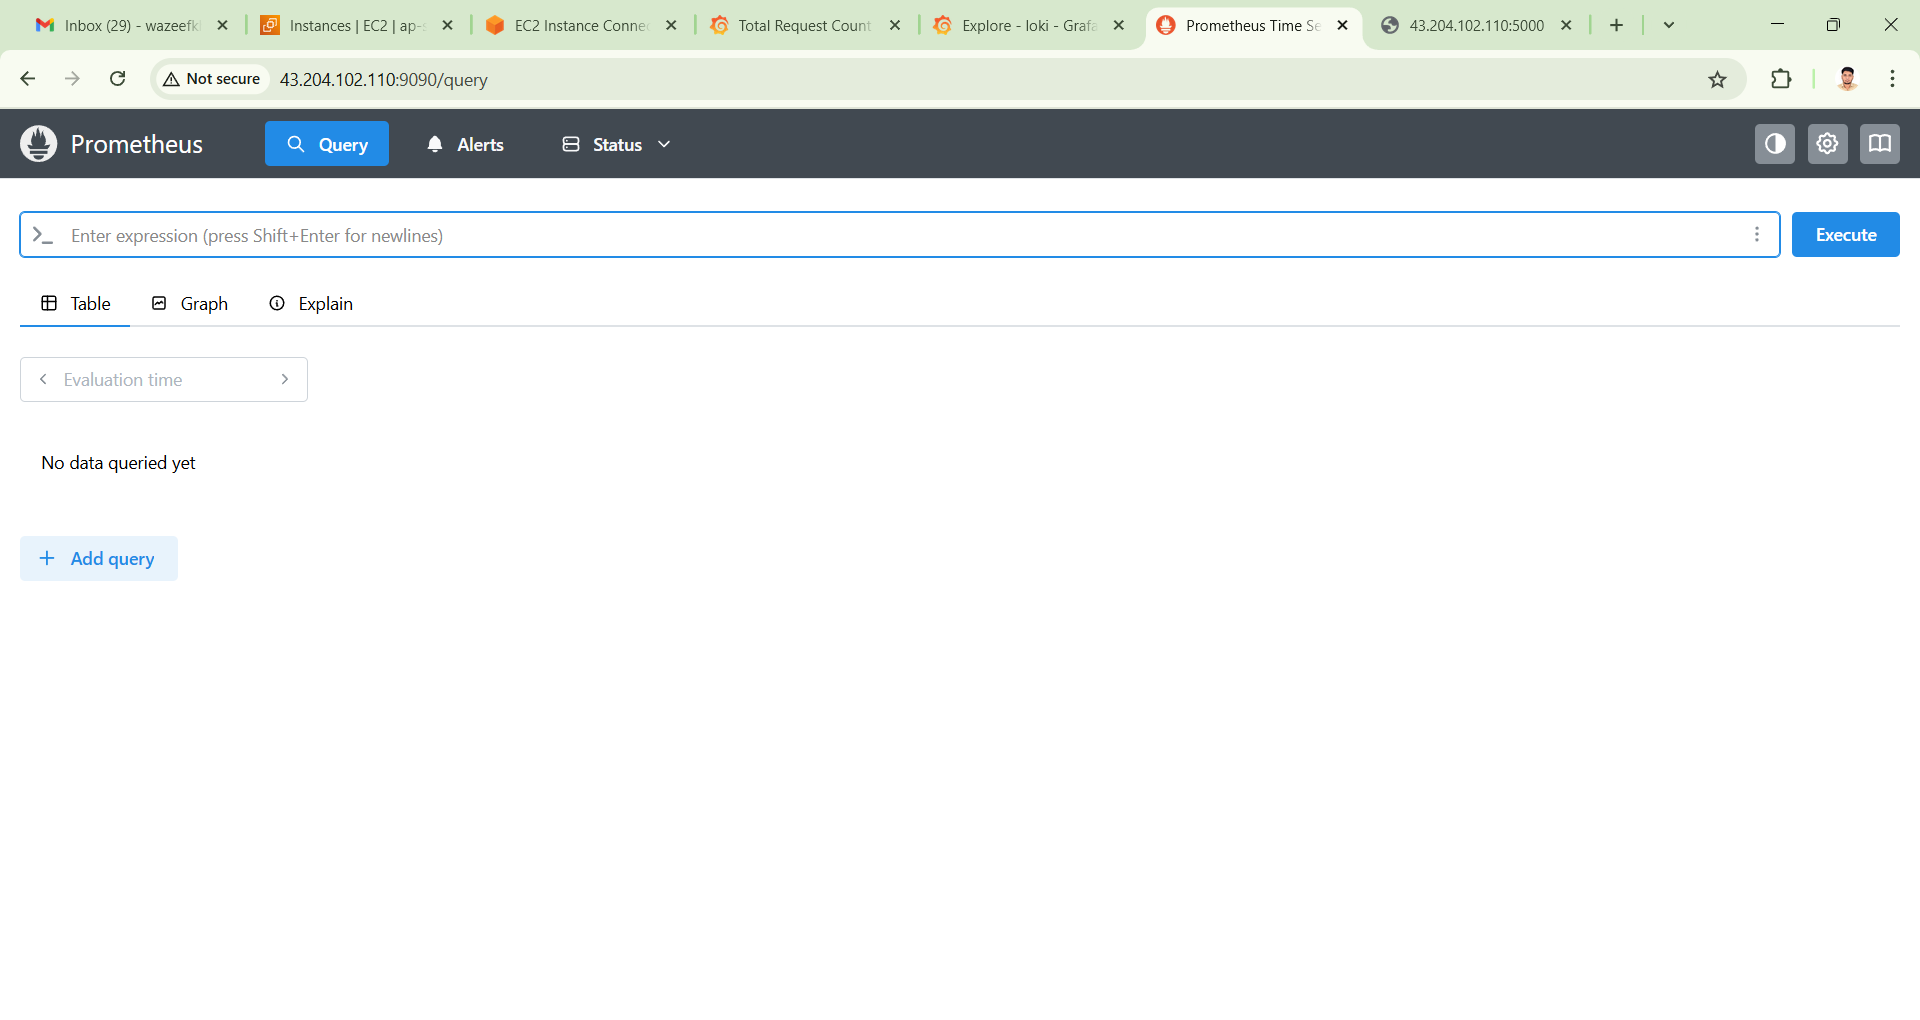 Inbox (29) - wazeefk
Instances | EC2 | ap-s
EC2 Instance Connec
Total Request Count
Explore - loki - Grafa
Prometheus Time Se
43.204.102.110:5000
Not secure
43.204.102.110:9090/query
Prometheus
Query
Alerts
Status
Enter expression (press Shift+Enter for newlines)
Execute
Table
Graph
Explain
Evaluation time
No data queried yet
Add query